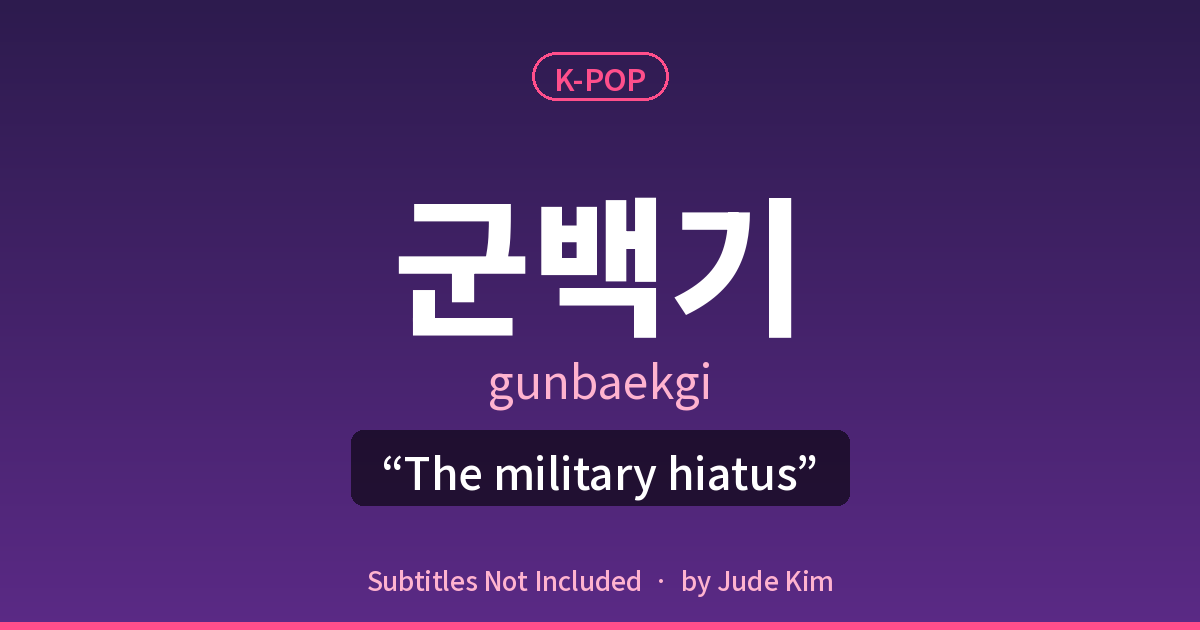 K-POP
군백기
gunbaekgi
“The military hiatus”
Subtitles Not Included · by Jude Kim